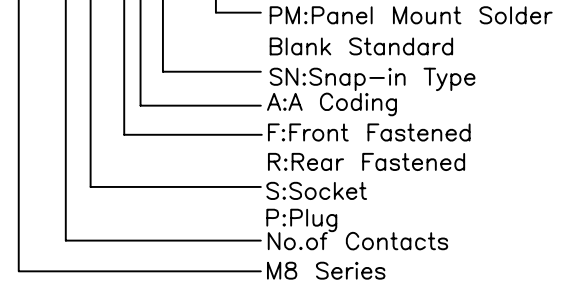 PM:Panel Mount Solder
Blank Standard
SN:Snap-in Type
A:A Coding
F:Front Fastened
R:Rear Fastened
S:Socket
P:Plug
No.of Contacts
M8 Series